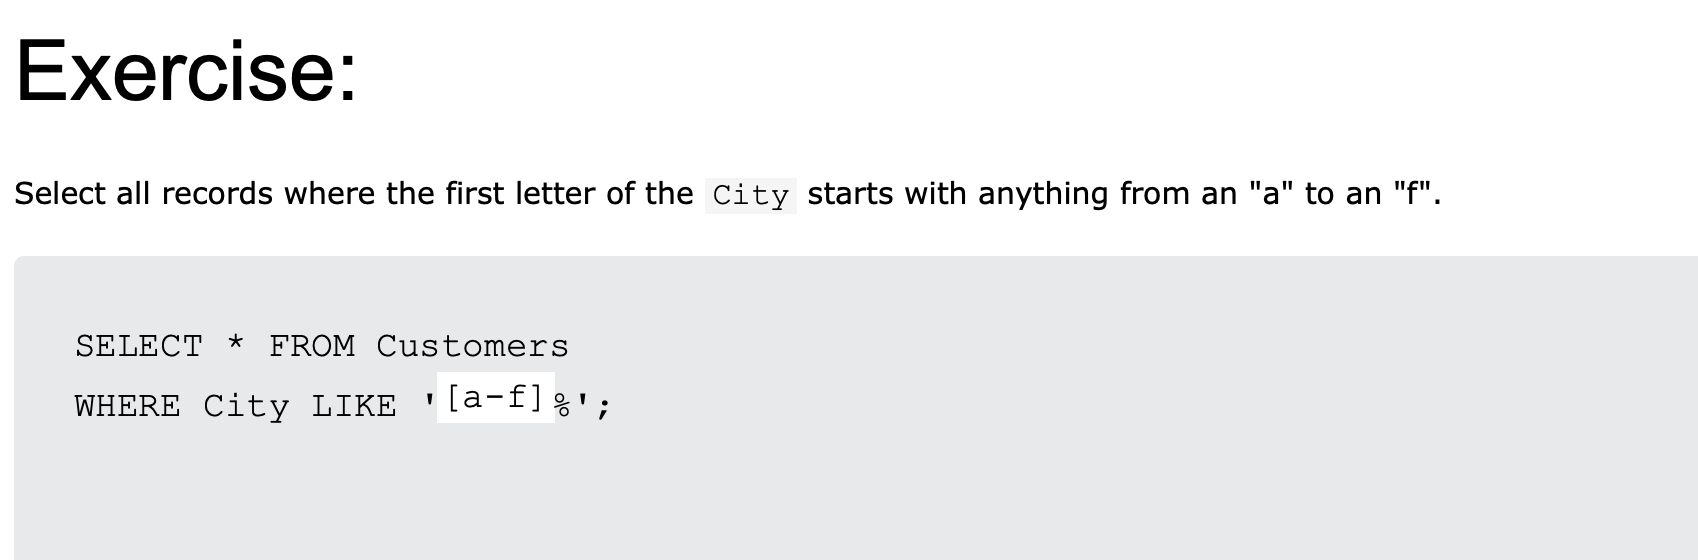 Exercise:
Select all records where the first letter of the City starts with anything from an "a" to an "f".
SELECT * FROM Customers
WHERE City LIKE '[a-f]%';